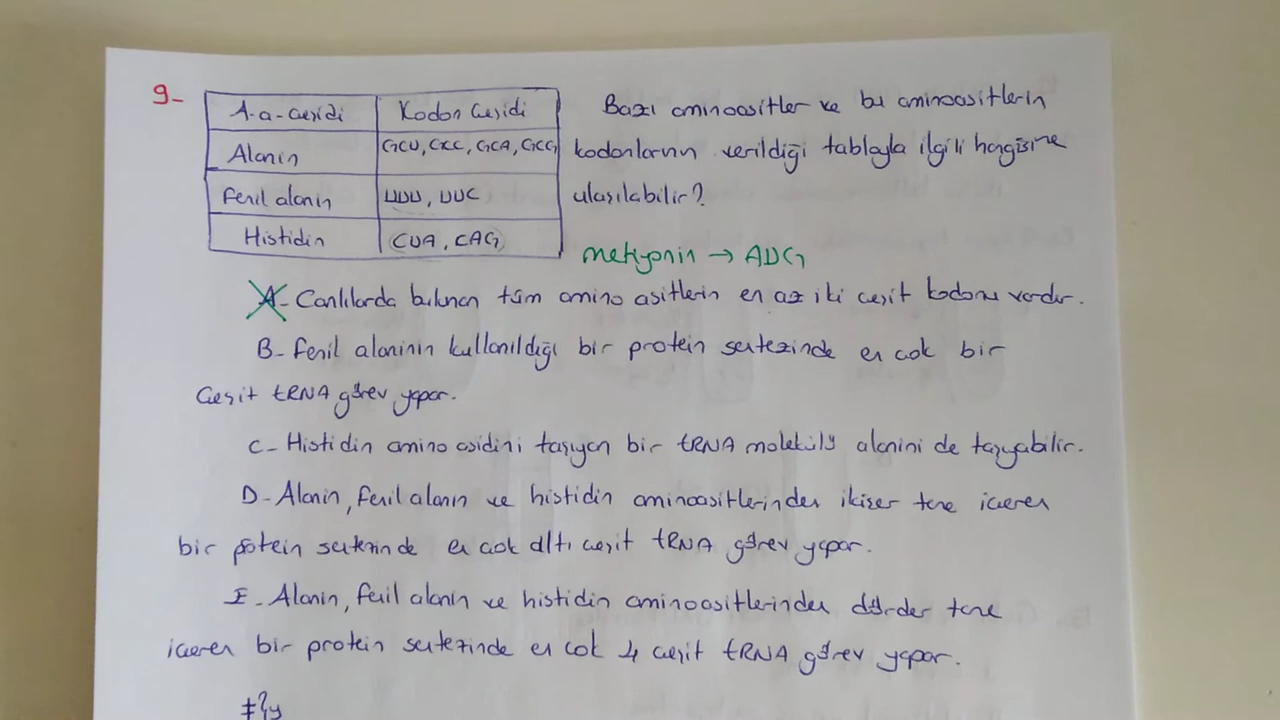 9-
A-a-Çeşidi Kodon Çeşidi
Alanin GCU, GCC, GCA, GCG
Fenil alanin UUU, UUC
Histidin CUA, CAG
Bazı aminoasitler ve bu aminoasitlerin
kodonlarının verildiği tabloyla ilgili hangisine
ulaşılabilir?
metiyonin → AUG
A- Canlılarda bulunan tüm amino asitlerin en az iki çeşit kodonu vardır.
B- Fenil alaninin kullanıldığı bir protein sentezinde en çok bir
çeşit tRNA görev yapar.
C- Histidin amino asidini taşıyan bir tRNA molekülü alanini de taşıyabilir.
D- Alanin, fenil alanin ve histidin aminoasitlerinden ikişer tane içeren
bir protein sentezinde en çok altı çeşit tRNA görev yapar.
E- Alanin, fenil alanin ve histidin aminoasitlerinden dörder tane
içeren bir protein sentezinde en çok 4 çeşit tRNA görev yapar.